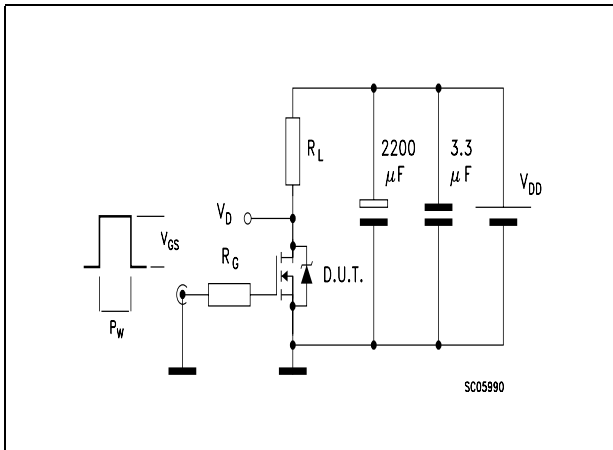 R_L
2200
μF
3.3
μF
V_DD
V_D
V_GS
R_G
D.U.T.
P_W
SC05990